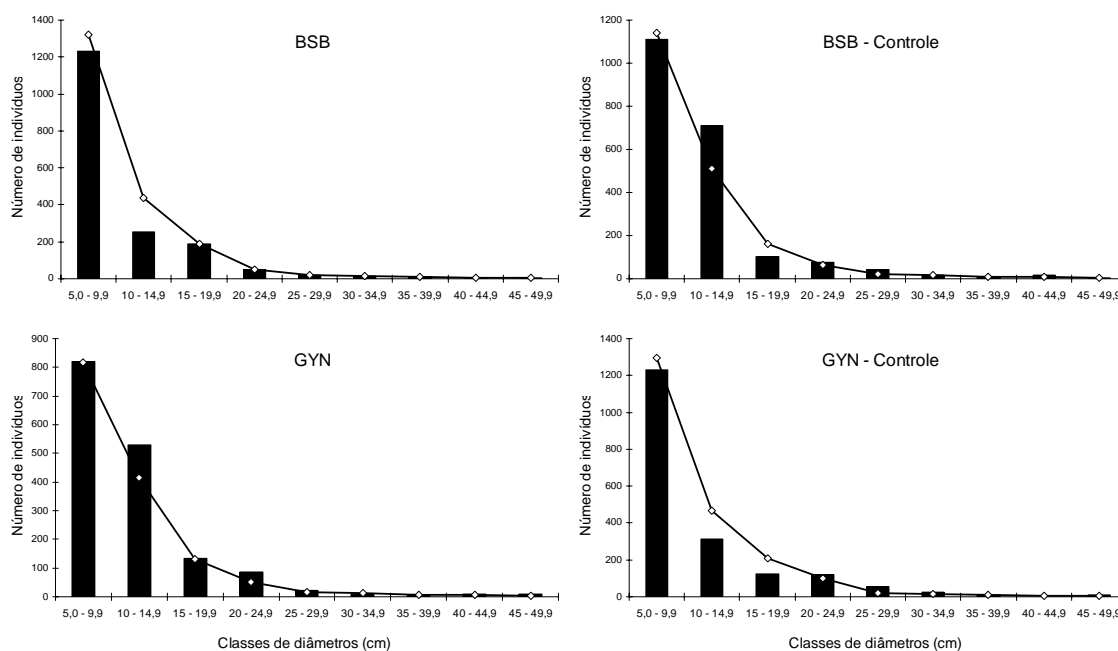 BSB
Número de indivíduos
1400
1200
1000
800
600
400
200
0
5,0 - 9,9 10 - 14,9 15 - 19,9 20 - 24,9 25 - 29,9 30 - 34,9 35 - 39,9 40 - 44,9 45 - 49,9
BSB - Controle
Número de indivíduos
1200
1000
800
600
400
200
0
5,0 - 9,9 10 - 14,9 15 - 19,9 20 - 24,9 25 - 29,9 30 - 34,9 35 - 39,9 40 - 44,9 45 - 49,9
GYN
Número de indivíduos
900
800
700
600
500
400
300
200
100
0
5,0 - 9,9 10 - 14,9 15 - 19,9 20 - 24,9 25 - 29,9 30 - 34,9 35 - 39,9 40 - 44,9 45 - 49,9
Classes de diâmetros (cm)
GYN - Controle
Número de indivíduos
1400
1200
1000
800
600
400
200
0
5,0 - 9,9 10 - 14,9 15 - 19,9 20 - 24,9 25 - 29,9 30 - 34,9 35 - 39,9 40 - 44,9 45 - 49,9
Classes de diâmetros (cm)